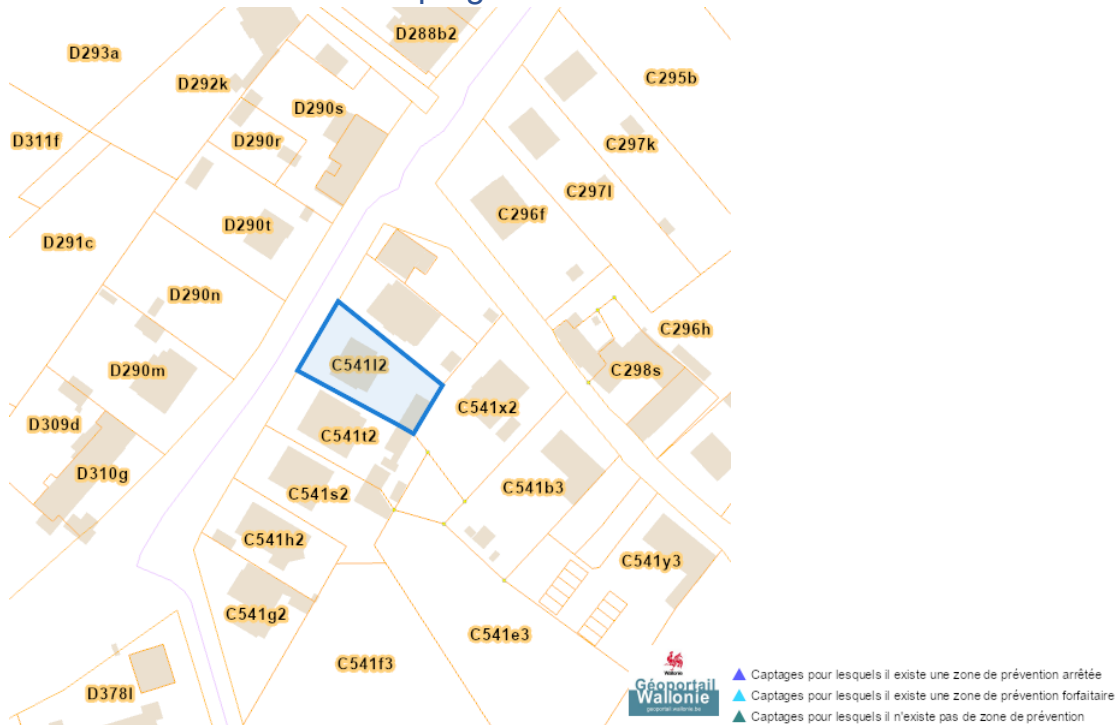 D288b2
D293a
C295b
D292k
D290s
D311f
D290r
C297k
C297l
C296f
D290t
D291c
D290n
C296h
C541l2
D290m
C298s
C541x2
D309d
C541t2
D310g
C541s2
C541b3
C541h2
C541y3
C541g2
C541e3
C541f3
D378l
Wallonie
Géoportail
Wallonie
geoportail.wallonie.be
Captages pour lesquels il existe une zone de prévention arrêtée
Captages pour lesquels il existe une zone de prévention forfaitaire
Captages pour lesquels il n'existe pas de zone de prévention